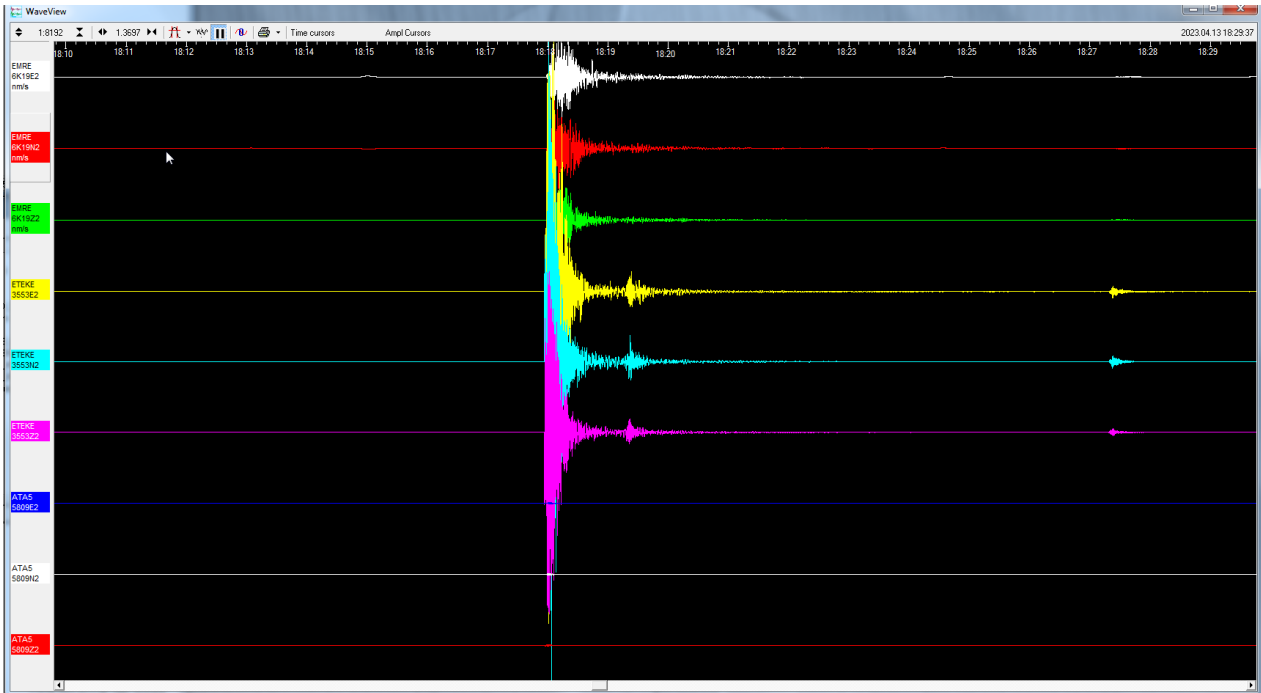 WaveView
1:8192 1.3697 Time cursors Ampl Cursors 2023.04.13 18:29:37
18:10 18:11 18:12 18:13 18:14 18:15 18:16 18:17 18:18 18:19 18:20 18:21 18:22 18:23 18:24 18:25 18:26 18:27 18:28 18:29
EMRE
6K19E2
nm/s
EMRE
6K19N2
nm/s
EMRE
6K19Z2
nm/s
ETEKE
3553E2
ETEKE
3553N2
ETEKE
3553Z2
ATA5
5809E2
ATA5
5809N2
ATA5
5809Z2